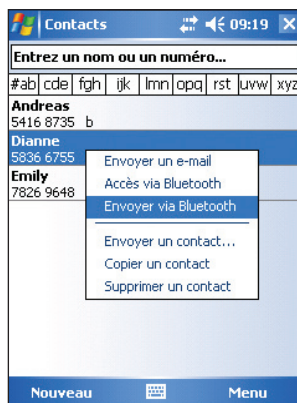 Contacts 09:19
Entrez un nom ou un numéro...
#ab cde fgh ijk lmn opq rst uvw xyz
Andreas
5416 8735 b
Dianne
5836 6755
Envoyer un e-mail
Emily
Accès via Bluetooth
7826 9648
Envoyer via Bluetooth
Envoyer un contact...
Copier un contact
Supprimer un contact
Nouveau Menu